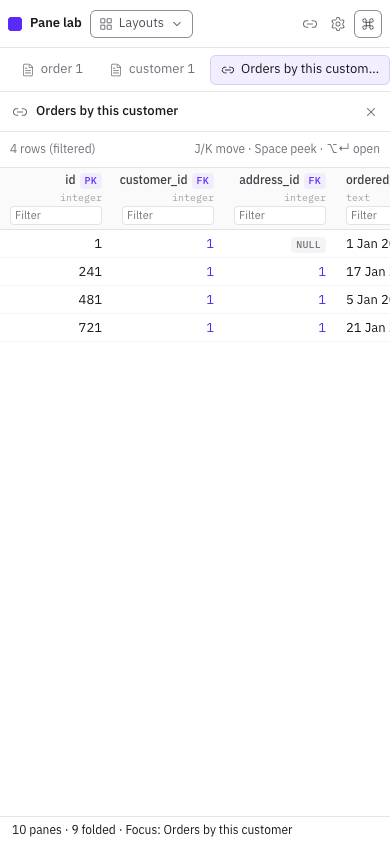 Pane lab Layouts ⌘
order 1 customer 1 Orders by this custom...
Orders by this customer ×
4 rows (filtered) J/K move · Space peek · ⌥↵ open
id PK customer_id FK address_id FK ordered
integer integer integer text
Filter Filter Filter Filter
1 1 NULL 1 Jan 2
241 1 1 17 Jan
481 1 1 5 Jan 2
721 1 1 21 Jan
10 panes · 9 folded · Focus: Orders by this customer